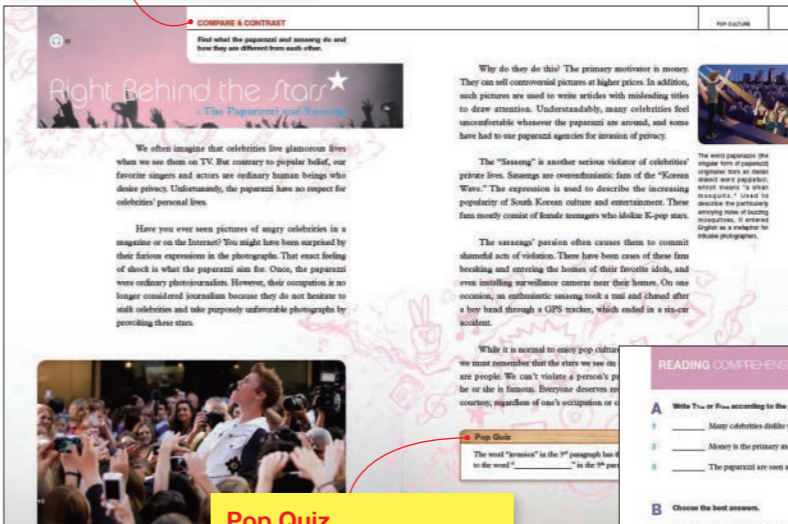 COMPARE & CONTRAST
Find what the paparazzi and sasaeng do and
how they are different from each other.
POP CULTURE
Right Behind the Stars
: The Paparazzi and Sasaengs
We often imagine that celebrities live glamorous lives
when we see them on TV. But contrary to popular belief, our
favorite singers and actors are ordinary human beings who
desire privacy. Unfortunately, the paparazzi have no respect for
celebrities' personal lives.
Have you ever seen pictures of angry celebrities in a
magazine or on the Internet? You might have been surprised by
their furious expressions in the photographs. That exact feeling
of shock is what the paparazzi aim for. Once, the paparazzi
were ordinary photojournalists. However, their occupation is no
longer considered journalism because they do not hesitate to
stalk celebrities and take purposely unfavorable photographs by
provoking these stars.
Why do they do this? The primary motivator is money.
They can sell controversial pictures at higher prices. In addition,
such pictures are used to write articles with misleading titles
to draw attention. Understandably, many celebrities feel
uncomfortable whenever the paparazzi are around, and some
have had to sue paparazzi agencies for invasion of privacy.
The "Sasaeng" is another serious violator of celebrities'
private lives. Sasaengs are overenthusiastic fans of the "Korean
Wave." The expression is used to describe the increasing
popularity of South Korean culture and entertainment. These
fans mostly consist of female teenagers who idolize K-pop stars.
The sasaengs' passion often causes them to commit
shameful acts of violation. There have been cases of these fans
breaking and entering the homes of their favorite idols, and
even installing surveillance cameras near their homes. On one
occasion, an enthusiastic sasaeng took a taxi and chased after
a boy band through a GPS tracker, which ended in a six-car
accident.
While it is normal to enjoy pop culture
we must remember that the stars we see on
are people. We can't violate a person's
he or she is famous. Everyone deserves
courtesy, regardless of one's occupation or
The word paparazzo (the
singular form of paparazzi)
originates from an Italian
dialect word papataci,
which means "a small
mosquito." Used to
describe the particularly
annoying noise of buzzing
mosquitoes, it entered
English as a metaphor for
intrusive photographers.
Pop Quiz
The word "invasion" in the 3rd paragraph has
to the word "________" in the 5th
Pop Quiz
READING COMPREHENS
A Write True or False according to the
1 ________ Many celebrities dislike
2 ________ Money is the primary
3 ________ The paparazzi are seen
B Choose the best answers.